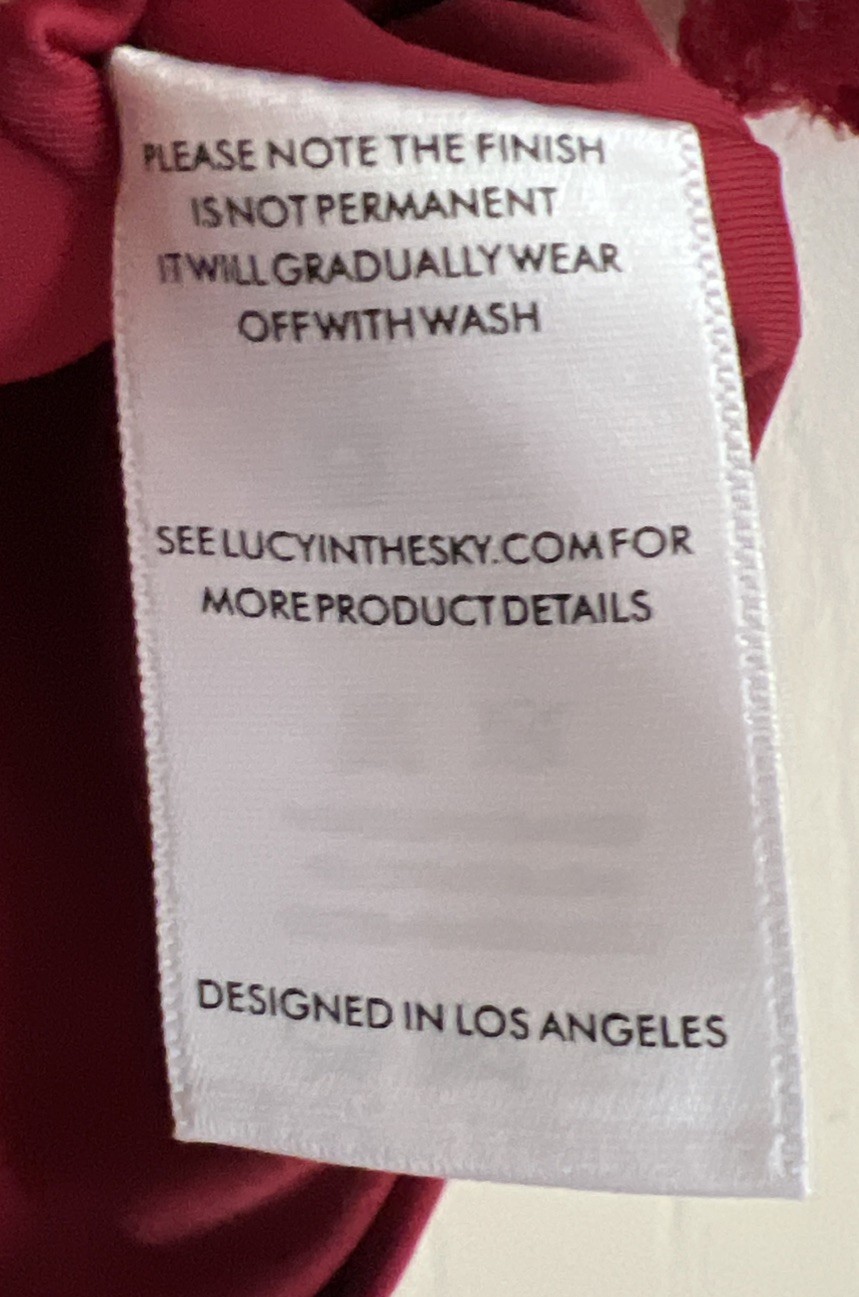 PLEASE NOTE THE FINISH
IS NOT PERMANENT
IT WILL GRADUALLY WEAR
OFF WITH WASH
SEE LUCYINTHESKY.COM FOR
MORE PRODUCT DETAILS
DESIGNED IN LOS ANGELES